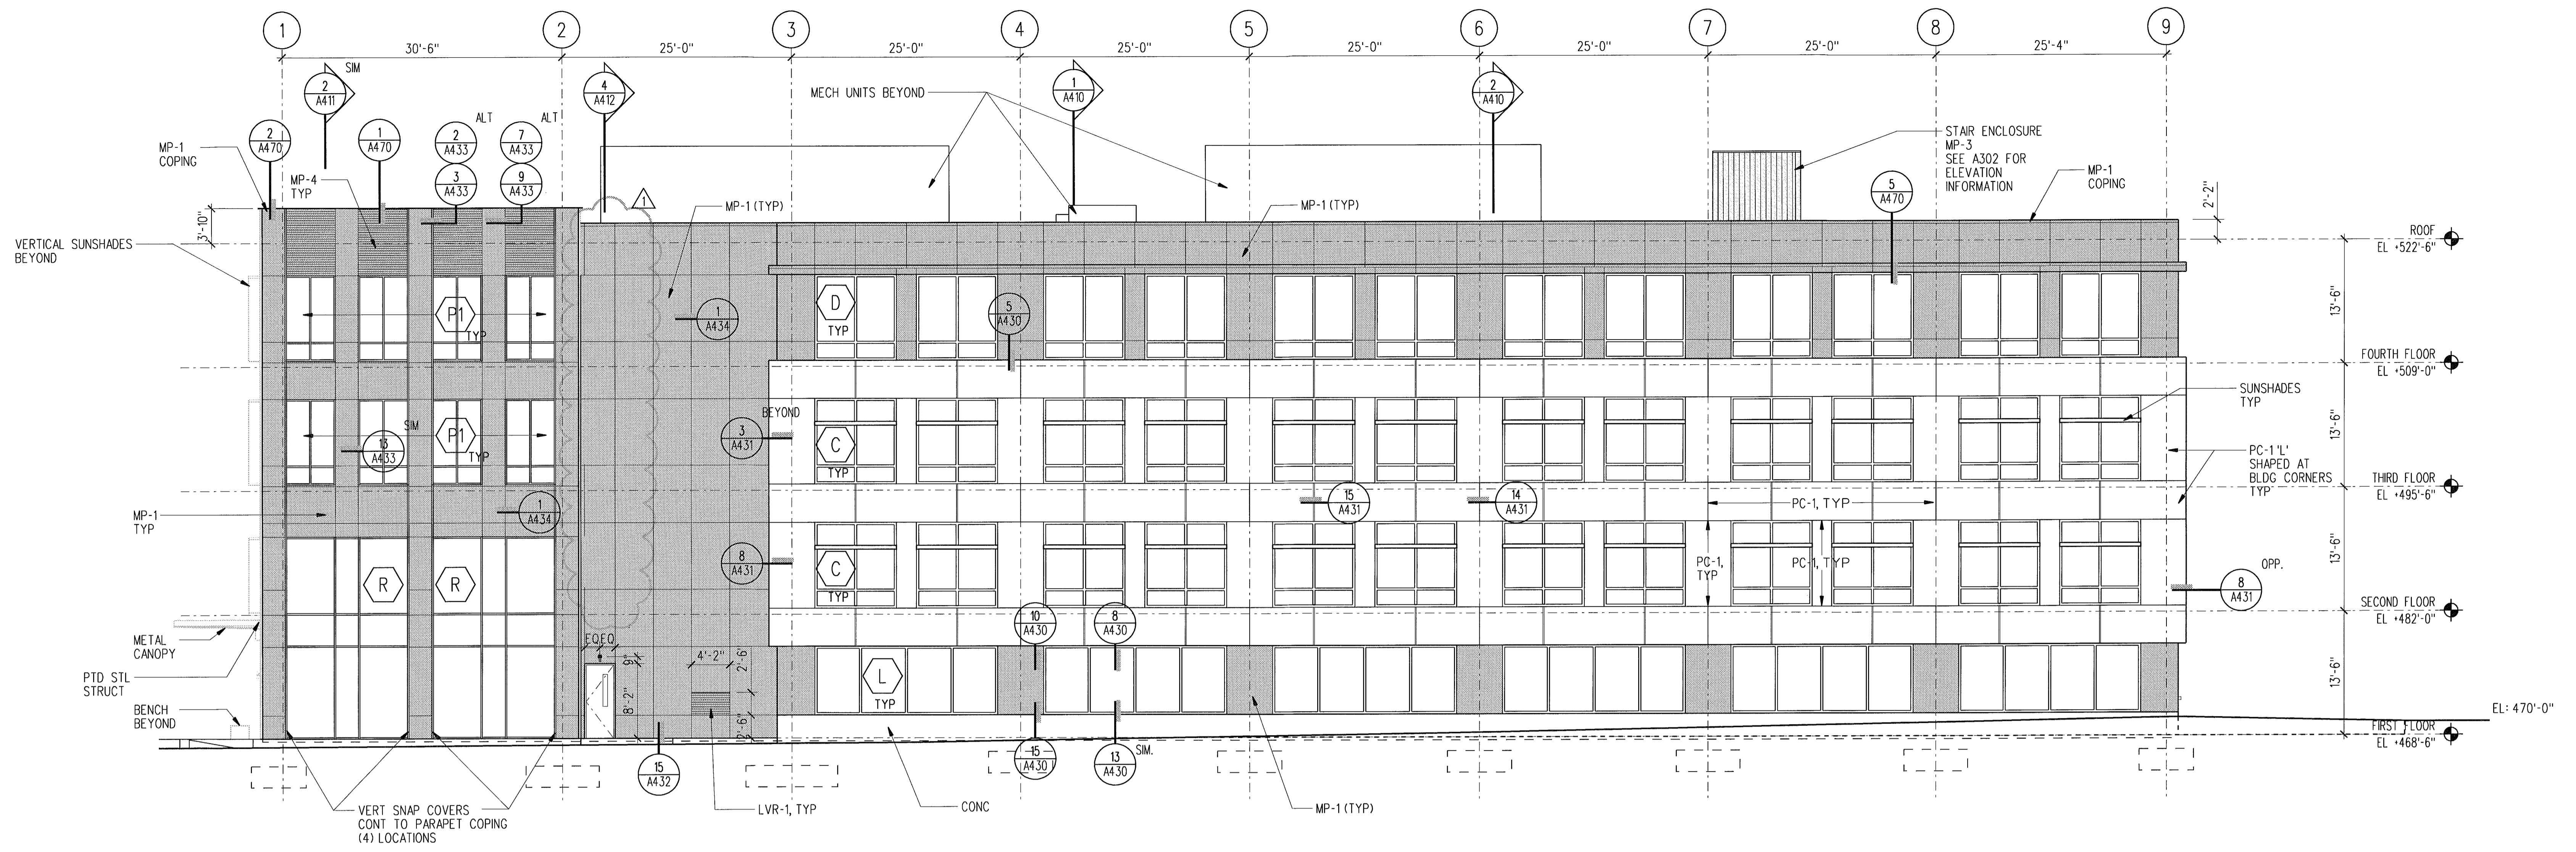 1
2
3
4
5
6
7
8
9
30'-6"
25'-0"
25'-0"
25'-0"
25'-0"
25'-0"
25'-0"
25'-4"
SIM
2
A411
4
A412
1
A410
2
A410
MECH UNITS BEYOND
2
A470
1
A470
ALT
2
A433
3
A433
ALT
7
A433
9
A433
MP-1
COPING
MP-4
TYP
3'-10"
VERTICAL SUNSHADES
BEYOND
1
MP-1 (TYP)
MP-1 (TYP)
STAIR ENCLOSURE
MP-3
SEE A302 FOR
ELEVATION
INFORMATION
5
A470
MP-1
COPING
2'-2"
ROOF
EL +522'-6"
P1
TYP
1
A434
D
TYP
5
A430
13'-6"
FOURTH FLOOR
EL +509'-0"
SUNSHADES
TYP
P1
TYP
SIM
13
A433
BEYOND
3
A431
C
TYP
13'-6"
PC-1 'L'
SHAPED AT
BLDG CORNERS
TYP
THIRD FLOOR
EL +495'-6"
MP-1
TYP
1
A434
15
A431
14
A431
PC-1, TYP
R
R
8
A431
C
TYP
PC-1,
TYP
PC-1, TYP
13'-6"
OPP.
8
A431
SECOND FLOOR
EL +482'-0"
METAL
CANOPY
PTD STL
STRUCT
BENCH
BEYOND
EQ
EQ
9"
8'-2"
4'-2"
2'-6"
2'-6"
L
TYP
10
A430
8
A430
13'-6"
EL: 470'-0"
FIRST FLOOR
EL +468'-6"
15
A432
15
A430
SIM.
13
A430
VERT SNAP COVERS
CONT TO PARAPET COPING
(4) LOCATIONS
LVR-1, TYP
CONC
MP-1 (TYP)